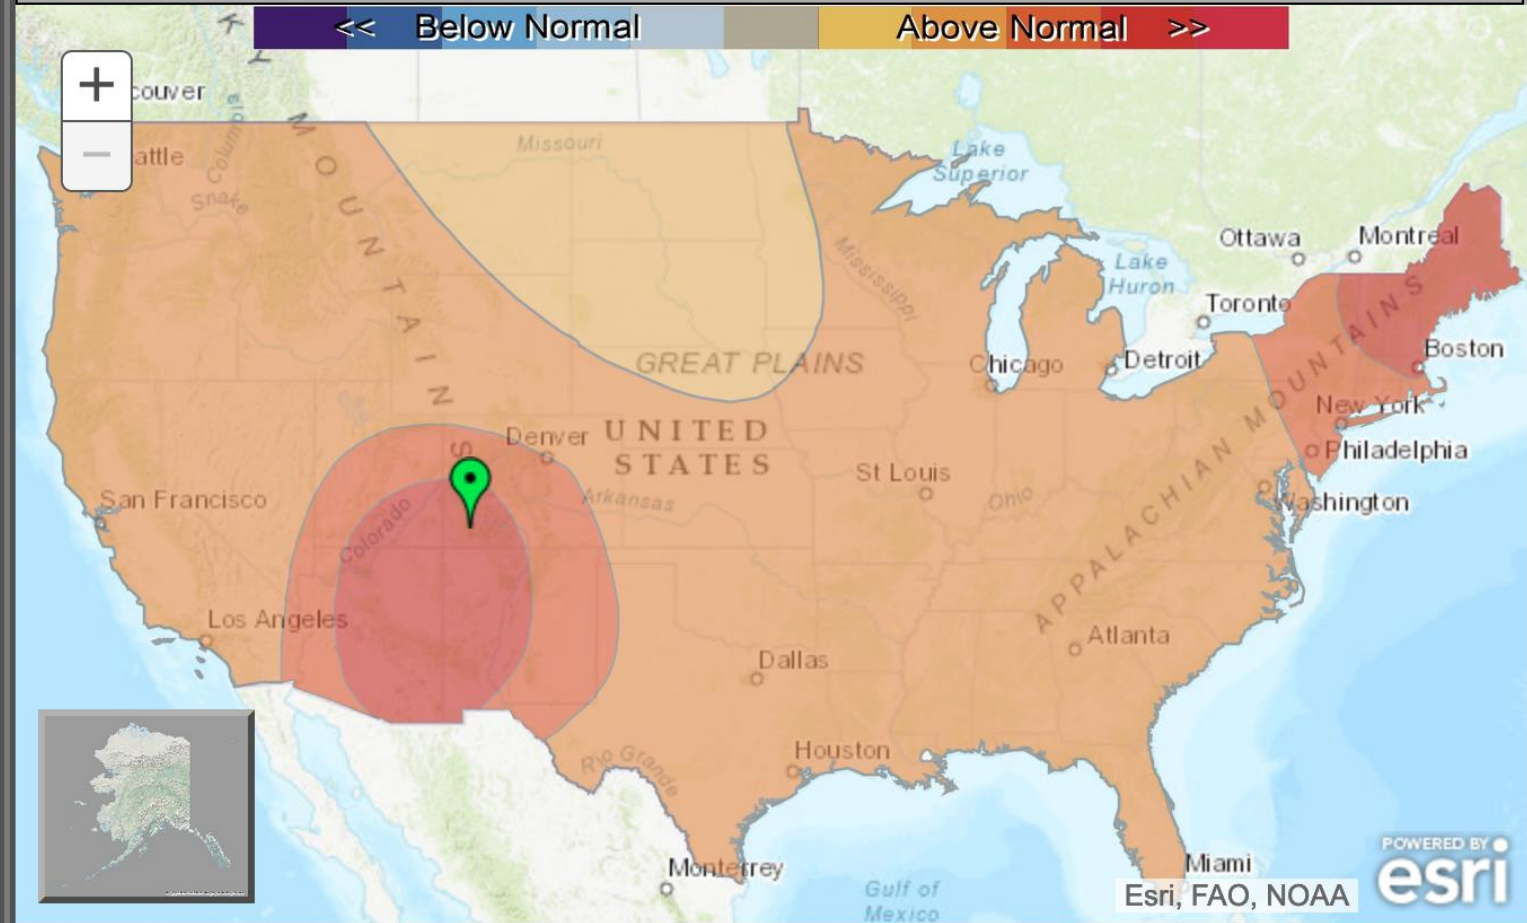 << Below Normal
Above Normal >>
+
couver
−
attle
Columbia
Snake
MOUNTAINS
Missouri
Mississippi
Lake
Superior
Lake
Huron
Ottawa
Montreal
Toronto
Boston
Chicago
Detroit
GREAT PLAINS
New York
Philadelphia
Washington
APPALACHIAN MOUNTAINS
Denver
UNITED
STATES
St Louis
Ohio
Arkansas
San Francisco
Colorado
Los Angeles
Atlanta
Dallas
Houston
Rio Grande
Monterrey
Miami
Gulf of
Mexico
Esri, FAO, NOAA
POWERED BY
esri